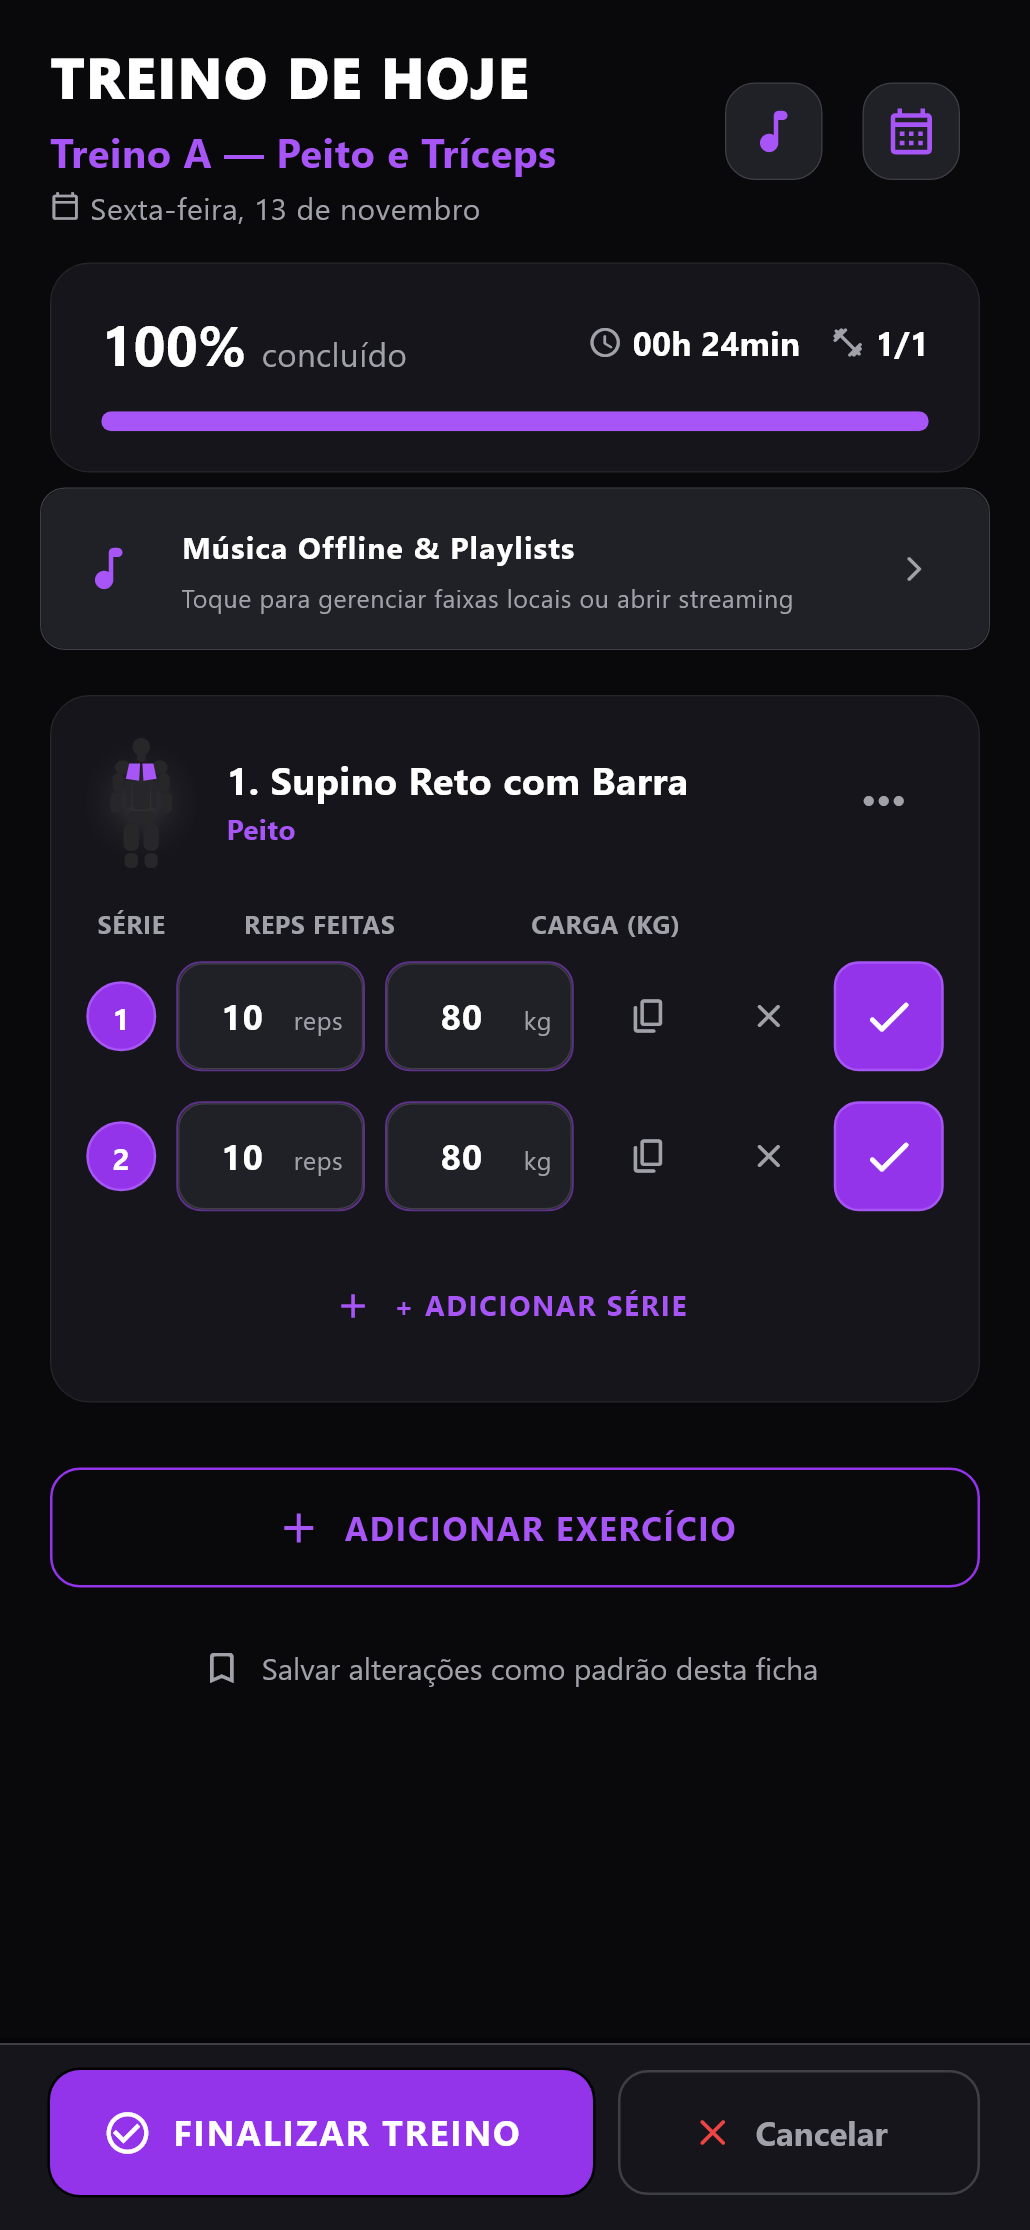 TREINO DE HOJE
Treino A — Peito e Tríceps
Sexta-feira, 13 de novembro
100% concluído 00h 24min 1/1
Música Offline & Playlists
Toque para gerenciar faixas locais ou abrir streaming
1. Supino Reto com Barra
Peito
SÉRIE REPS FEITAS CARGA (KG)
1 10 reps 80 kg
2 10 reps 80 kg
+ ADICIONAR SÉRIE
ADICIONAR EXERCÍCIO
Salvar alterações como padrão desta ficha
FINALIZAR TREINO Cancelar